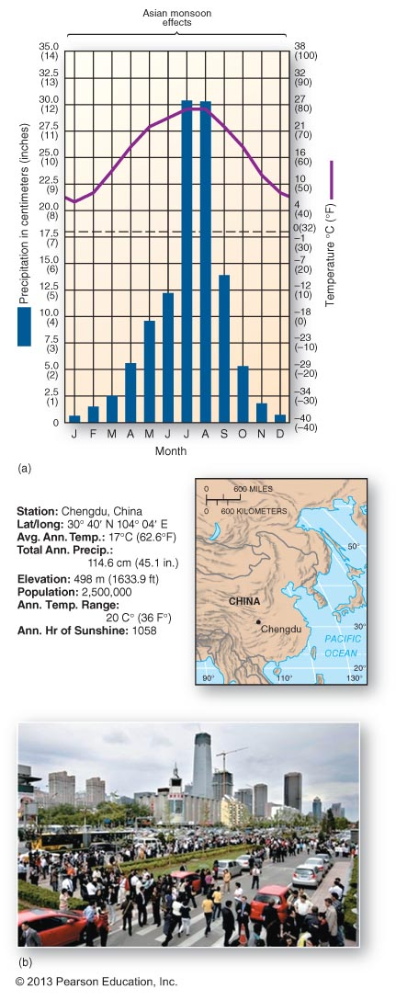 Asian monsoon
effects
35.0
(14)
32.5
(13)
30.0
(12)
27.5
(11)
25.0
(10)
22.5
(9)
20.0
(8)
17.5
(7)
15.0
(6)
12.5
(5)
10.0
(4)
7.5
(3)
5.0
(2)
2.5
(1)
0
Precipitation in centimeters (inches)
38
(100)
32
(90)
27
(80)
21
(70)
16
(60)
10
(50)
4
(40)
0(32)
−1
(30)
−7
(20)
−12
(10)
−18
(0)
−23
(−10)
−29
(−20)
−34
(−30)
−40
(−40)
Temperature °C (°F)
J F M A M J J A S O N D
Month
(a)
Station: Chengdu, China
Lat/long: 30° 40′ N 104° 04′ E
Avg. Ann. Temp.: 17°C (62.6°F)
Total Ann. Precip.:
114.6 cm (45.1 in.)
Elevation: 498 m (1633.9 ft)
Population: 2,500,000
Ann. Temp. Range:
20 C° (36 F°)
Ann. Hr of Sunshine: 1058
0 600 MILES
0 600 KILOMETERS
50°
CHINA
Chengdu
30°
PACIFIC
OCEAN
20°
90° 110° 130°
(b)
© 2013 Pearson Education, Inc.